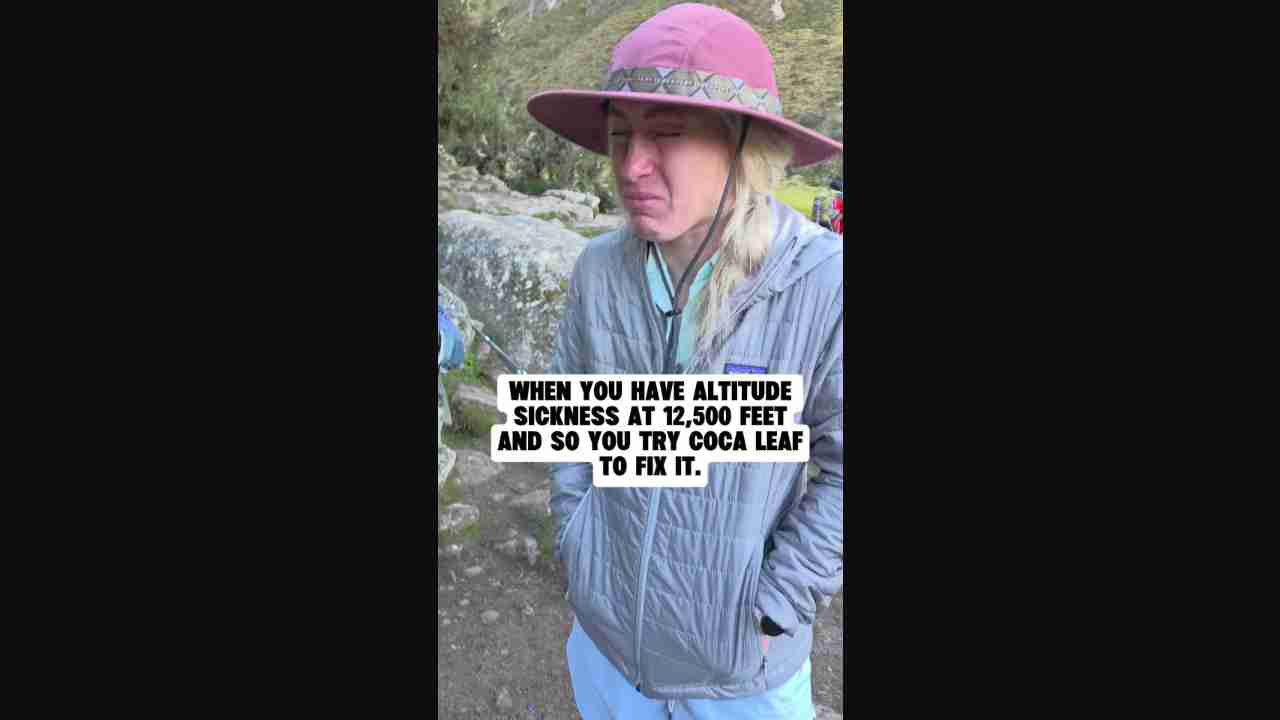 WHEN YOU HAVE ALTITUDE
SICKNESS AT 12,500 FEET
AND SO YOU TRY COCA LEAF
TO FIX IT.